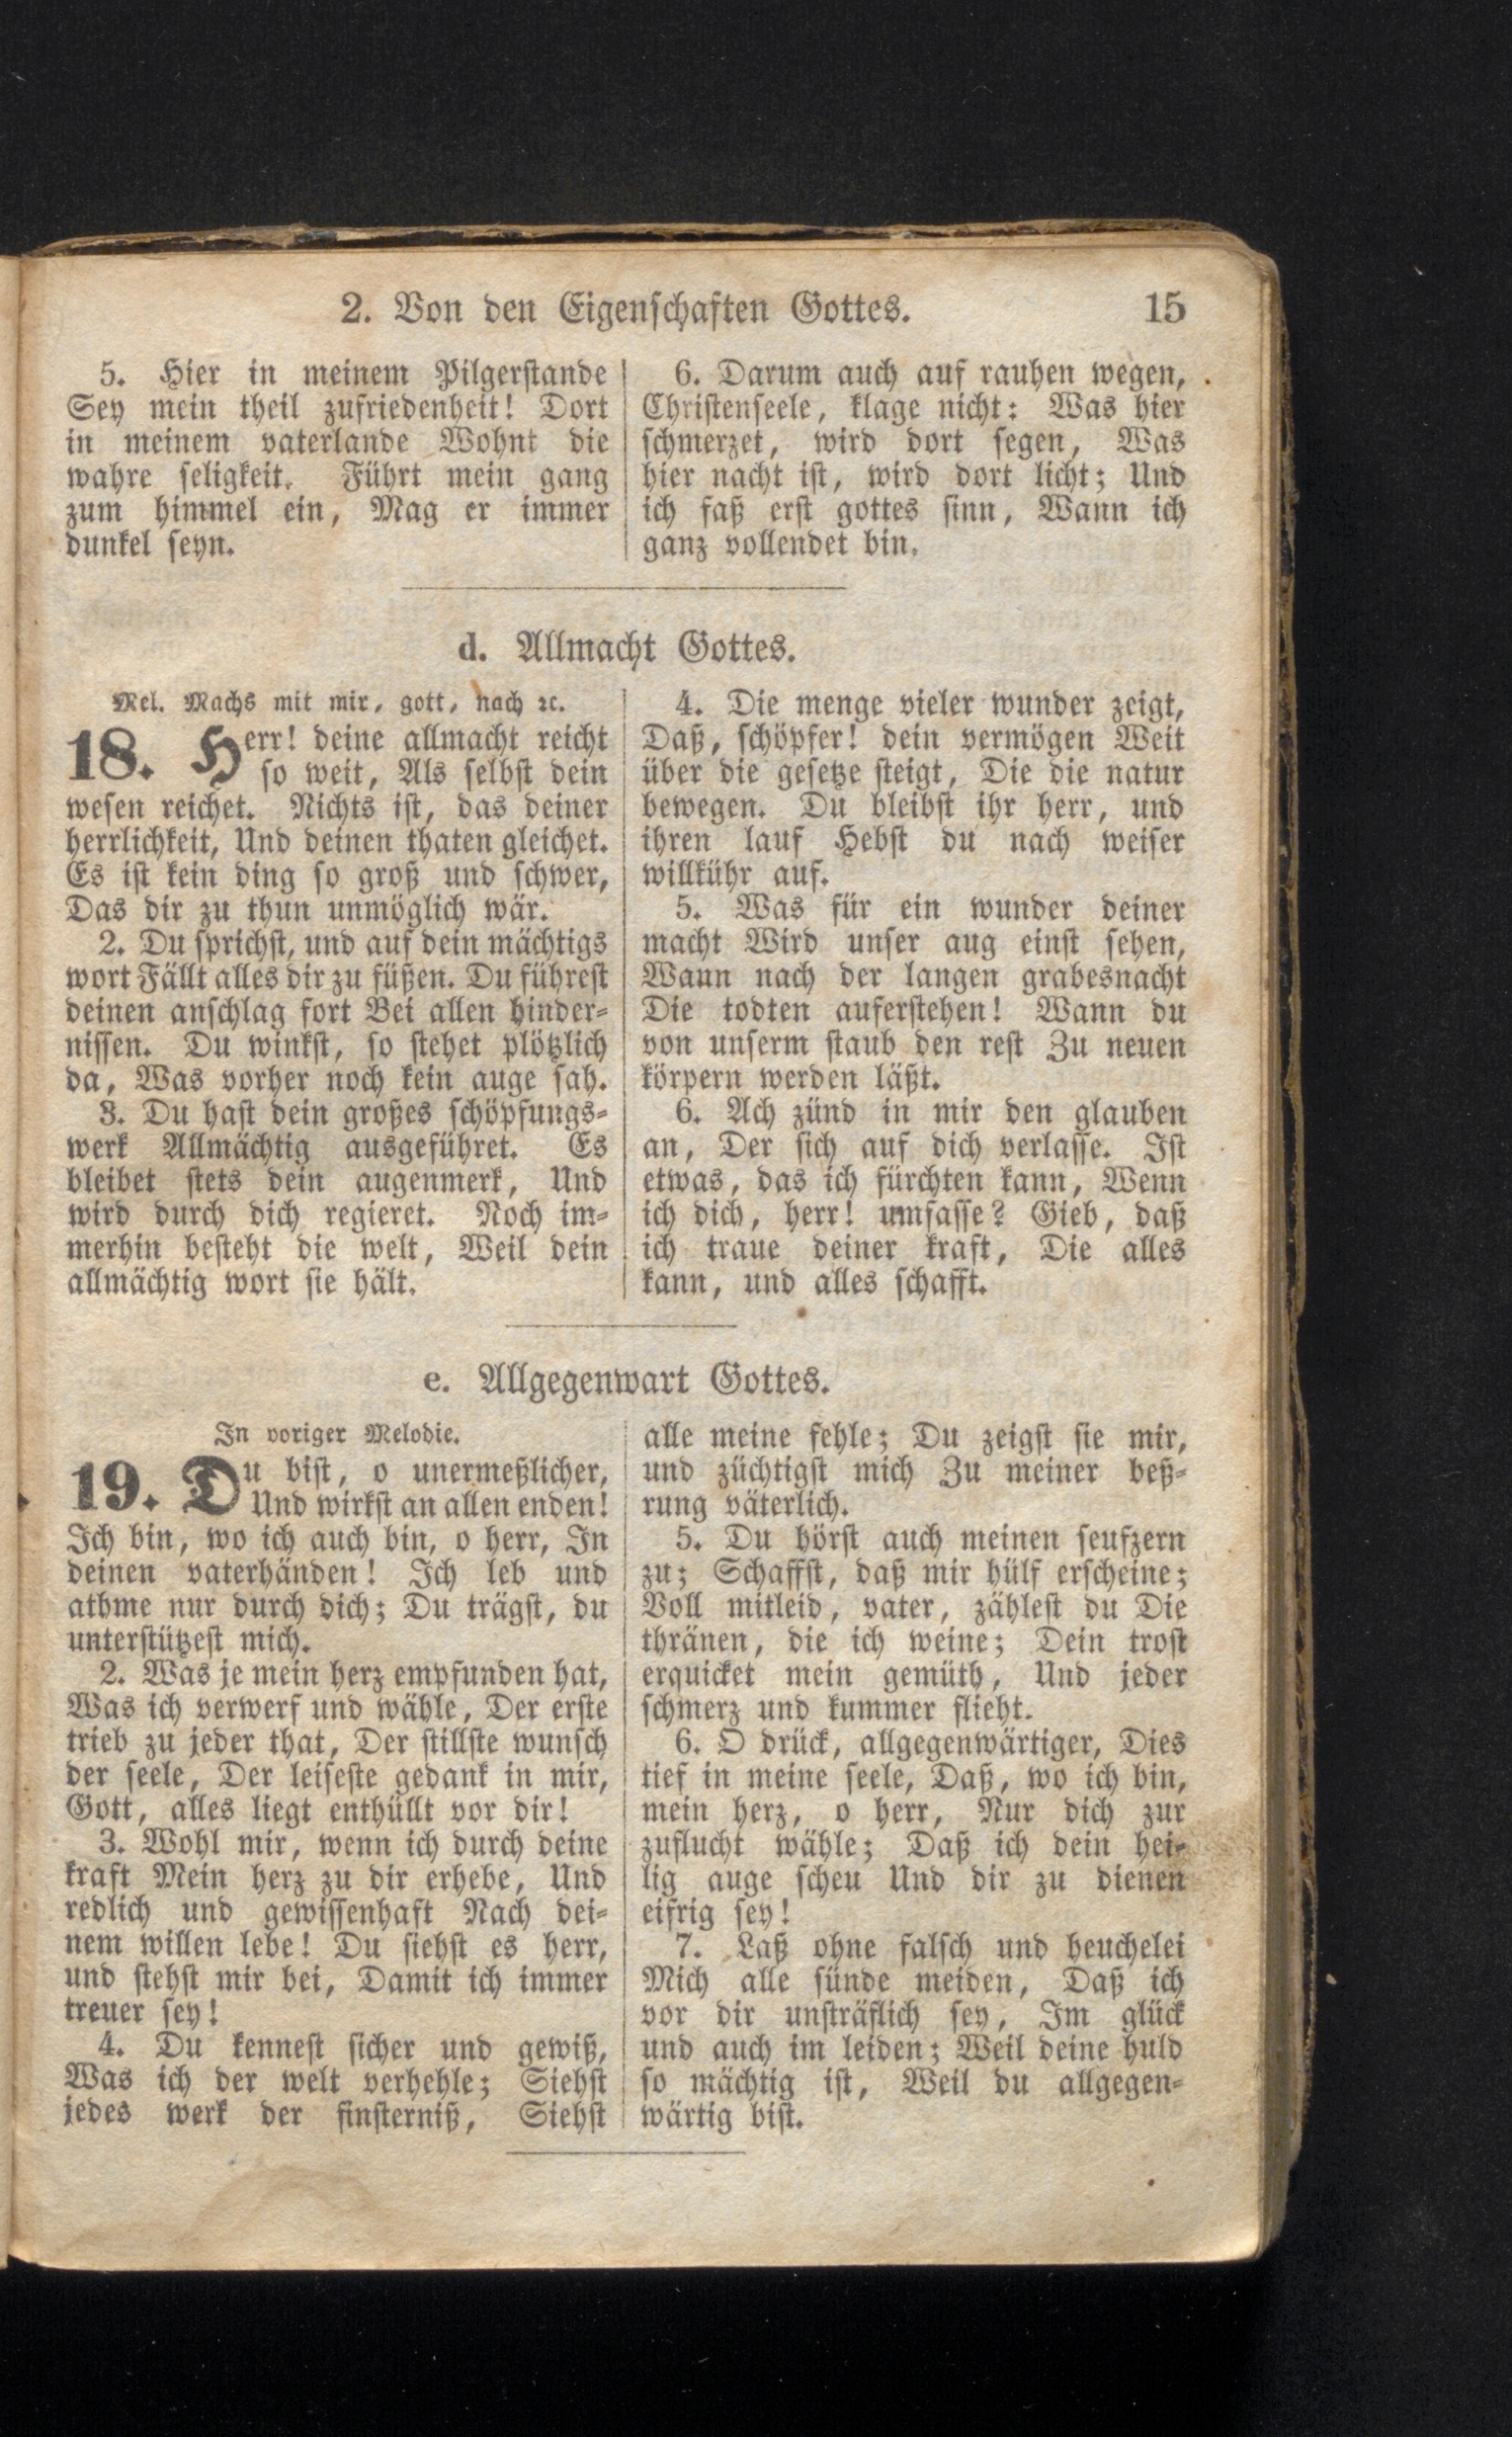 2. Von den Eigenschaften Gottes. 15
5. Hier in meinem Pilgerstande
Sey mein theil zufriedenheit! Dort
in meinem vaterlande Wohnt die
wahre seligkeit. Führt mein gang
zum himmel ein, Mag er immer
dunkel seyn.
6. Darum auch auf rauhen wegen,
Christenseele, klage nicht: Was hier
schmerzet, wird dort segen, Was
hier nacht ist, wird dort licht; Und
ich faß erst gottes sinn, Wann ich
ganz vollendet bin.
d. Allmacht Gottes.
Mel. Machs mit mir, gott, nach ꝛc.
18. Herr! deine allmacht reicht
so weit, Als selbst dein
wesen reichet. Nichts ist, das deiner
herrlichkeit, Und deinen thaten gleichet.
Es ist kein ding so groß und schwer,
Das dir zu thun unmöglich wär.
2. Du sprichst, und auf dein mächtigs
wort Fällt alles dir zu füßen. Du führest
deinen anschlag fort Bei allen hinder-
nissen. Du winkst, so stehet plötzlich
da, Was vorher noch kein auge sah.
3. Du hast dein großes schöpfungs-
werk Allmächtig ausgeführet. Es
bleibet stets dein augenmerk, Und
wird durch dich regieret. Noch im-
merhin besteht die welt, Weil dein
allmächtig wort sie hält.
4. Die menge vieler wunder zeigt,
Daß, schöpfer! dein vermögen Weit
über die gesetze steigt, Die die natur
bewegen. Du bleibst ihr herr, und
ihren lauf Hebst du nach weiser
willkühr auf.
5. Was für ein wunder deiner
macht Wird unser aug einst sehen,
Wann nach der langen grabesnacht
Die todten auferstehen! Wann du
von unserm staub den rest Zu neuen
körpern werden läßt.
6. Ach zünd in mir den glauben
an, Der sich auf dich verlasse. Ist
etwas, das ich fürchten kann, Wenn
ich dich, herr! umfasse? Gieb, daß
ich traue deiner kraft, Die alles
kann, und alles schafft.
e. Allgegenwart Gottes.
In voriger Melodie.
19. Du bist, o unermeßlicher,
Und wirkst an allen enden!
Ich bin, wo ich auch bin, o herr, In
deinen vaterhänden! Ich leb und
athme nur durch dich; Du trägst, du
unterstützest mich.
2. Was je mein herz empfunden hat,
Was ich verwerf und wähle, Der erste
trieb zu jeder that, Der stillste wunsch
der seele, Der leiseste gedank in mir,
Gott, alles liegt enthüllt vor dir!
3. Wohl mir, wenn ich durch deine
kraft Mein herz zu dir erhebe, Und
redlich und gewissenhaft Nach dei-
nem willen lebe! Du siehst es herr,
und stehst mir bei, Damit ich immer
treuer sey!
4. Du kennest sicher und gewiß,
Was ich der welt verhehle; Siehst
jedes werk der finsterniß, Siehst
alle meine fehle; Du zeigst sie mir,
und züchtigst mich Zu meiner beß-
rung väterlich.
5. Du hörst auch meinen seufzern
zu; Schaffst, daß mir hülf erscheine;
Voll mitleid, vater, zählest du Die
thränen, die ich weine; Dein trost
erquicket mein gemüth, Und jeder
schmerz und kummer flieht.
6. O drück, allgegenwärtiger, Dies
tief in meine seele, Daß, wo ich bin,
mein herz, o herr, Nur dich zur
zuflucht wähle; Daß ich dein hei-
lig auge scheu Und dir zu dienen
eifrig sey!
7. Laß ohne falsch und heuchelei
Mich alle sünde meiden, Daß ich
vor dir unsträflich sey, Im glück
und auch im leiden; Weil deine huld
so mächtig ist, Weil du allgegen-
wärtig bist.